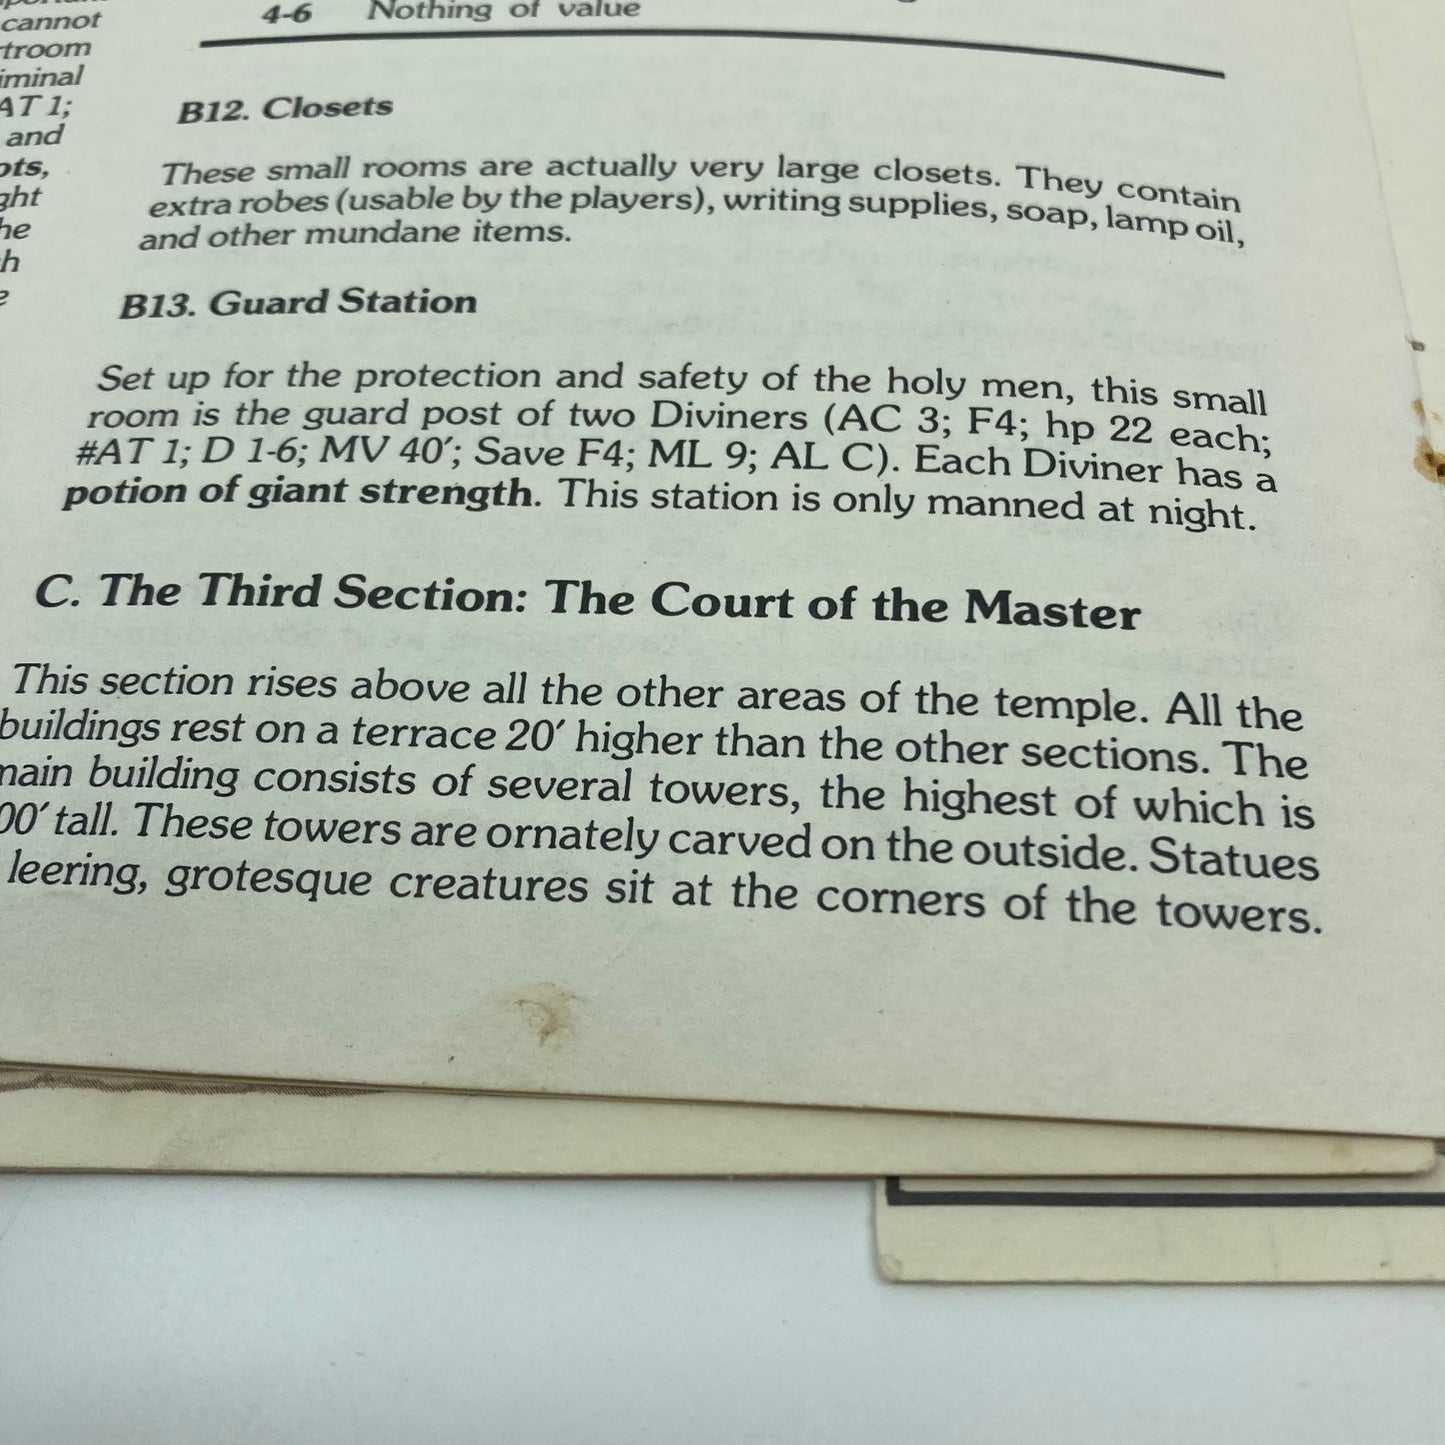 cannot
iminal
AT 1;
and
4-6 Nothing of value
B12. Closets
These small rooms are actually very large closets. They contain
extra robes (usable by the players), writing supplies, soap, lamp oil,
and other mundane items.
B13. Guard Station
Set up for the protection and safety of the holy men, this small
room is the guard post of two Diviners (AC 3; F4; hp 22 each;
#AT 1; D 1-6; MV 40′; Save F4; ML 9; AL C). Each Diviner has a
potion of giant strength. This station is only manned at night.
C. The Third Section: The Court of the Master
This section rises above all the other areas of the temple. All the
buildings rest on a terrace 20′ higher than the other sections. The
main building consists of several towers, the highest of which is
00′ tall. These towers are ornately carved on the outside. Statues
leering, grotesque creatures sit at the corners of the towers.